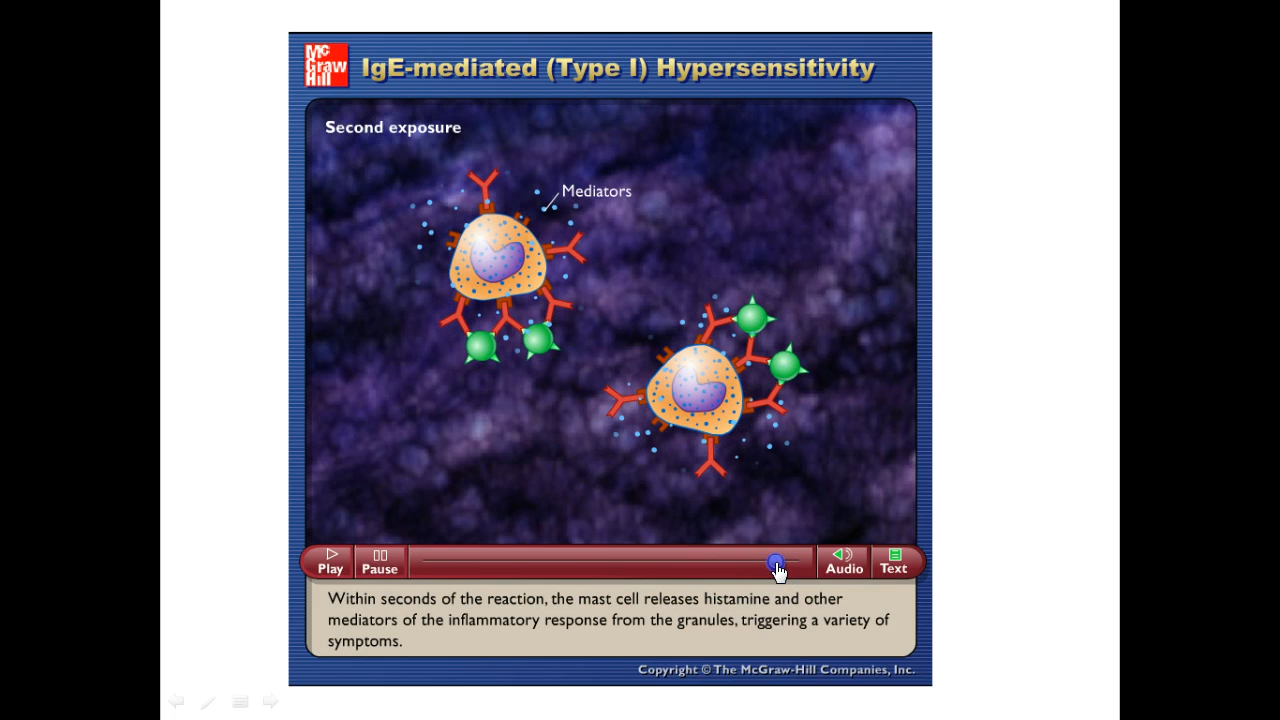 Mc
Graw
Hill
IgE-mediated (Type I) Hypersensitivity
Second exposure
Mediators
Play
Pause
Audio
Text
Within seconds of the reaction, the mast cell releases histamine and other
mediators of the inflammatory response from the granules, triggering a variety of
symptoms.
Copyright © The McGraw-Hill Companies, Inc.